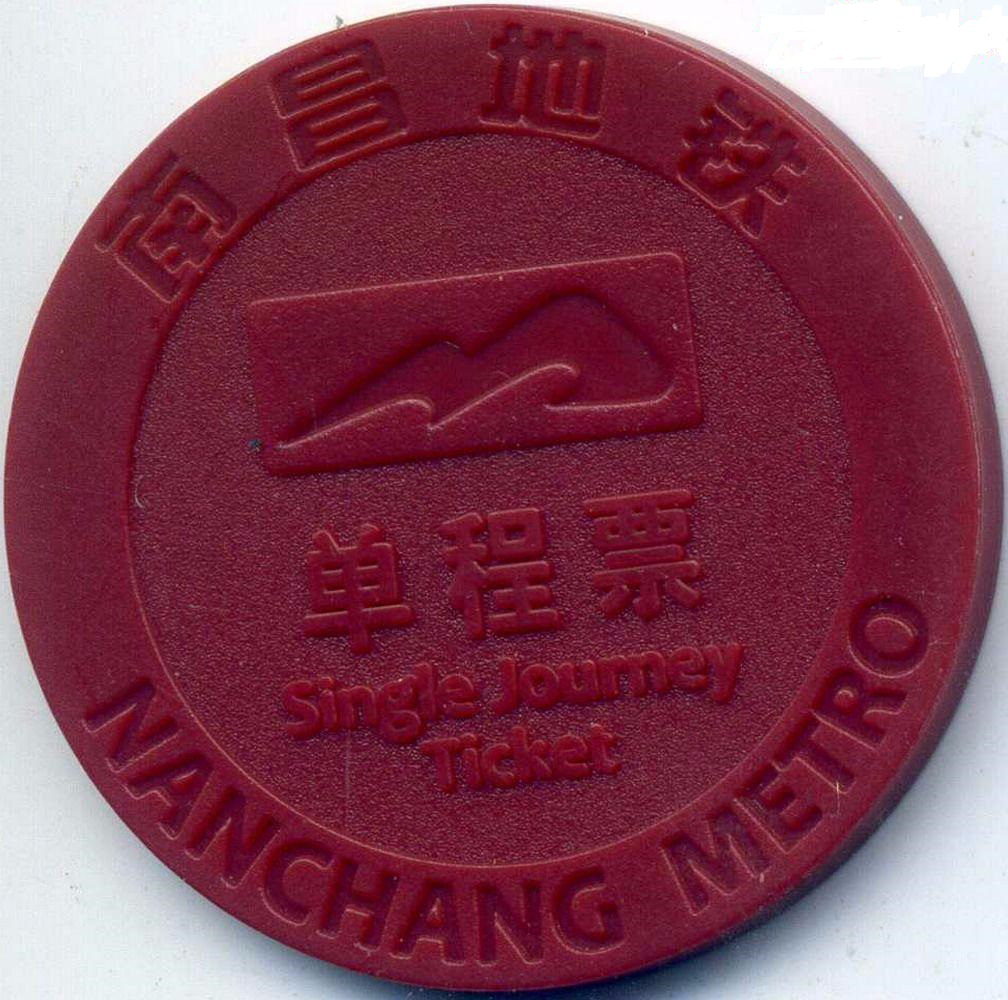 南昌地铁
单程票
Single Journey
Ticket
NANCHANG METRO